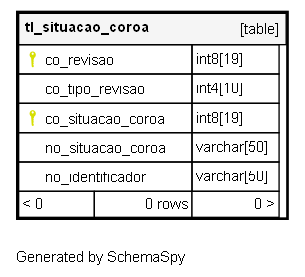 tl_situacao_coroa [table]
co_revisao int8[19]
co_tipo_revisao int4[10]
co_situacao_coroa int8[19]
no_situacao_coroa varchar[50]
no_identificador varchar[50]
< 0 0 rows 0 >
Generated by SchemaSpy